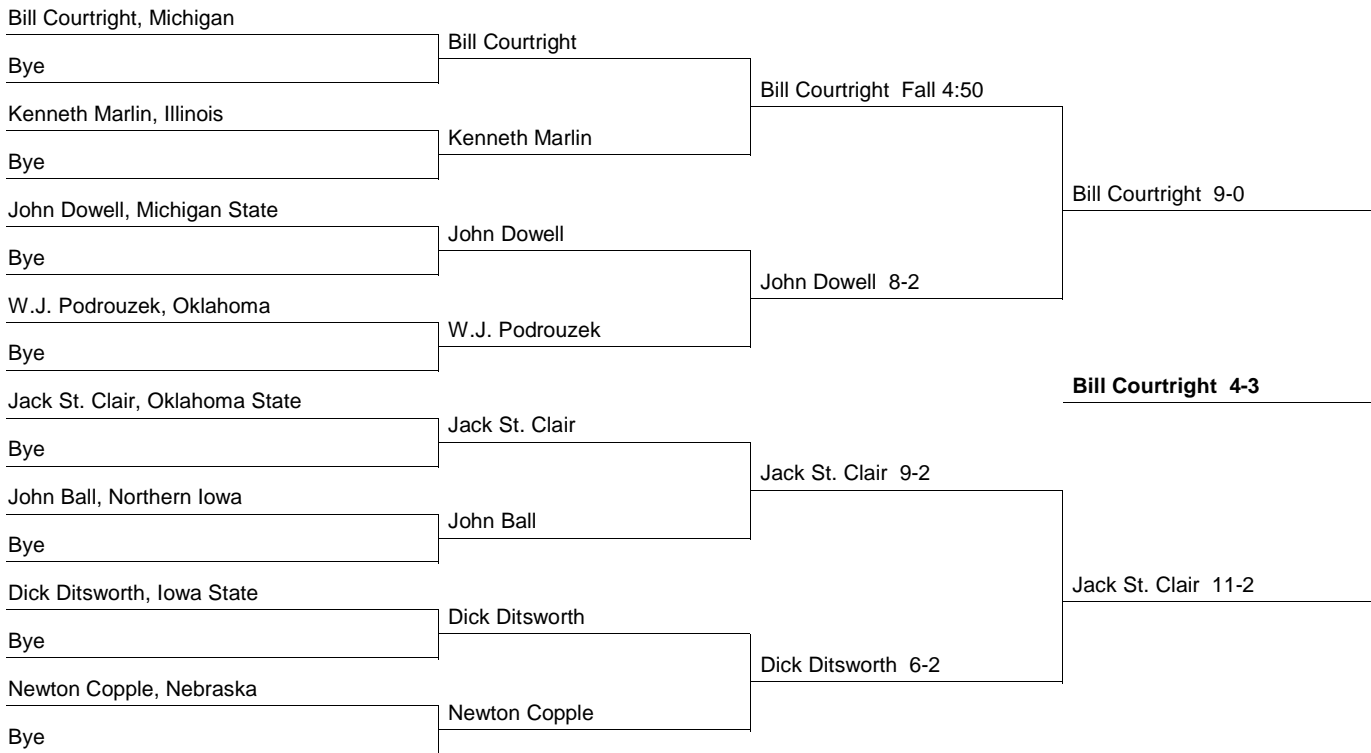 Bill Courtright, Michigan
Bye
Kenneth Marlin, Illinois
Bye
John Dowell, Michigan State
Bye
W.J. Podrouzek, Oklahoma
Bye
Jack St. Clair, Oklahoma State
Bye
John Ball, Northern Iowa
Bye
Dick Ditsworth, Iowa State
Bye
Newton Copple, Nebraska
Bye
Bill Courtright
Kenneth Marlin
John Dowell
W.J. Podrouzek
Jack St. Clair
John Ball
Dick Ditsworth
Newton Copple
Bill Courtright Fall 4:50
John Dowell 8-2
Jack St. Clair 9-2
Dick Ditsworth 6-2
Bill Courtright 9-0
Bill Courtright 4-3
Jack St. Clair 11-2